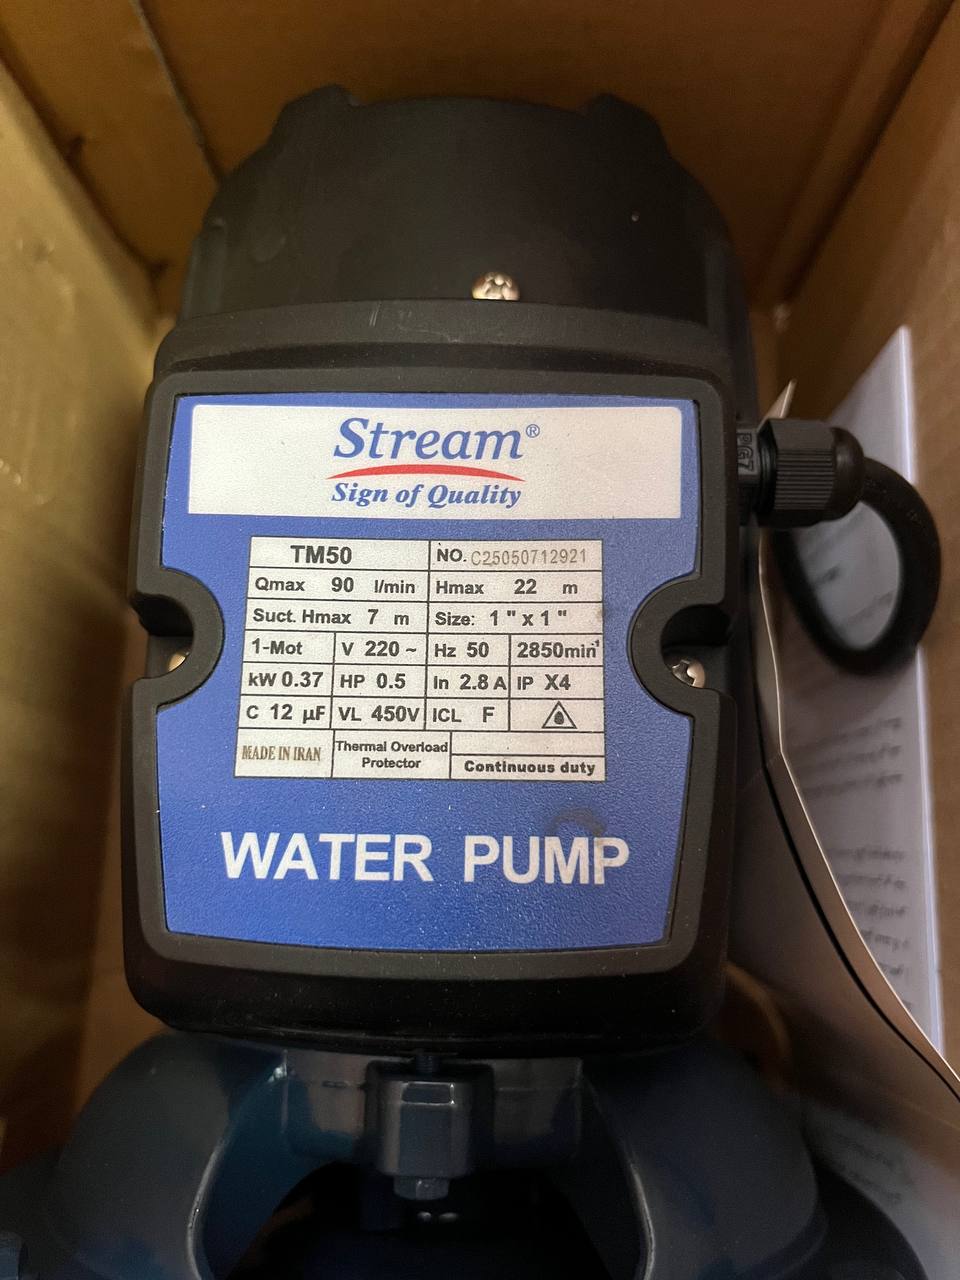 Stream®
Sign of Quality
TM50 NO. C25050712921
Qmax 90 l/min Hmax 22 m
Suct. Hmax 7 m Size: 1 " x 1 "
1-Mot V 220 ~ Hz 50 2850min⁻¹
kW 0.37 HP 0.5 In 2.8 A IP X4
C 12 µF VL 450V ICL F
MADE IN IRAN Thermal Overload Protector Continuous duty
WATER PUMP
PG7